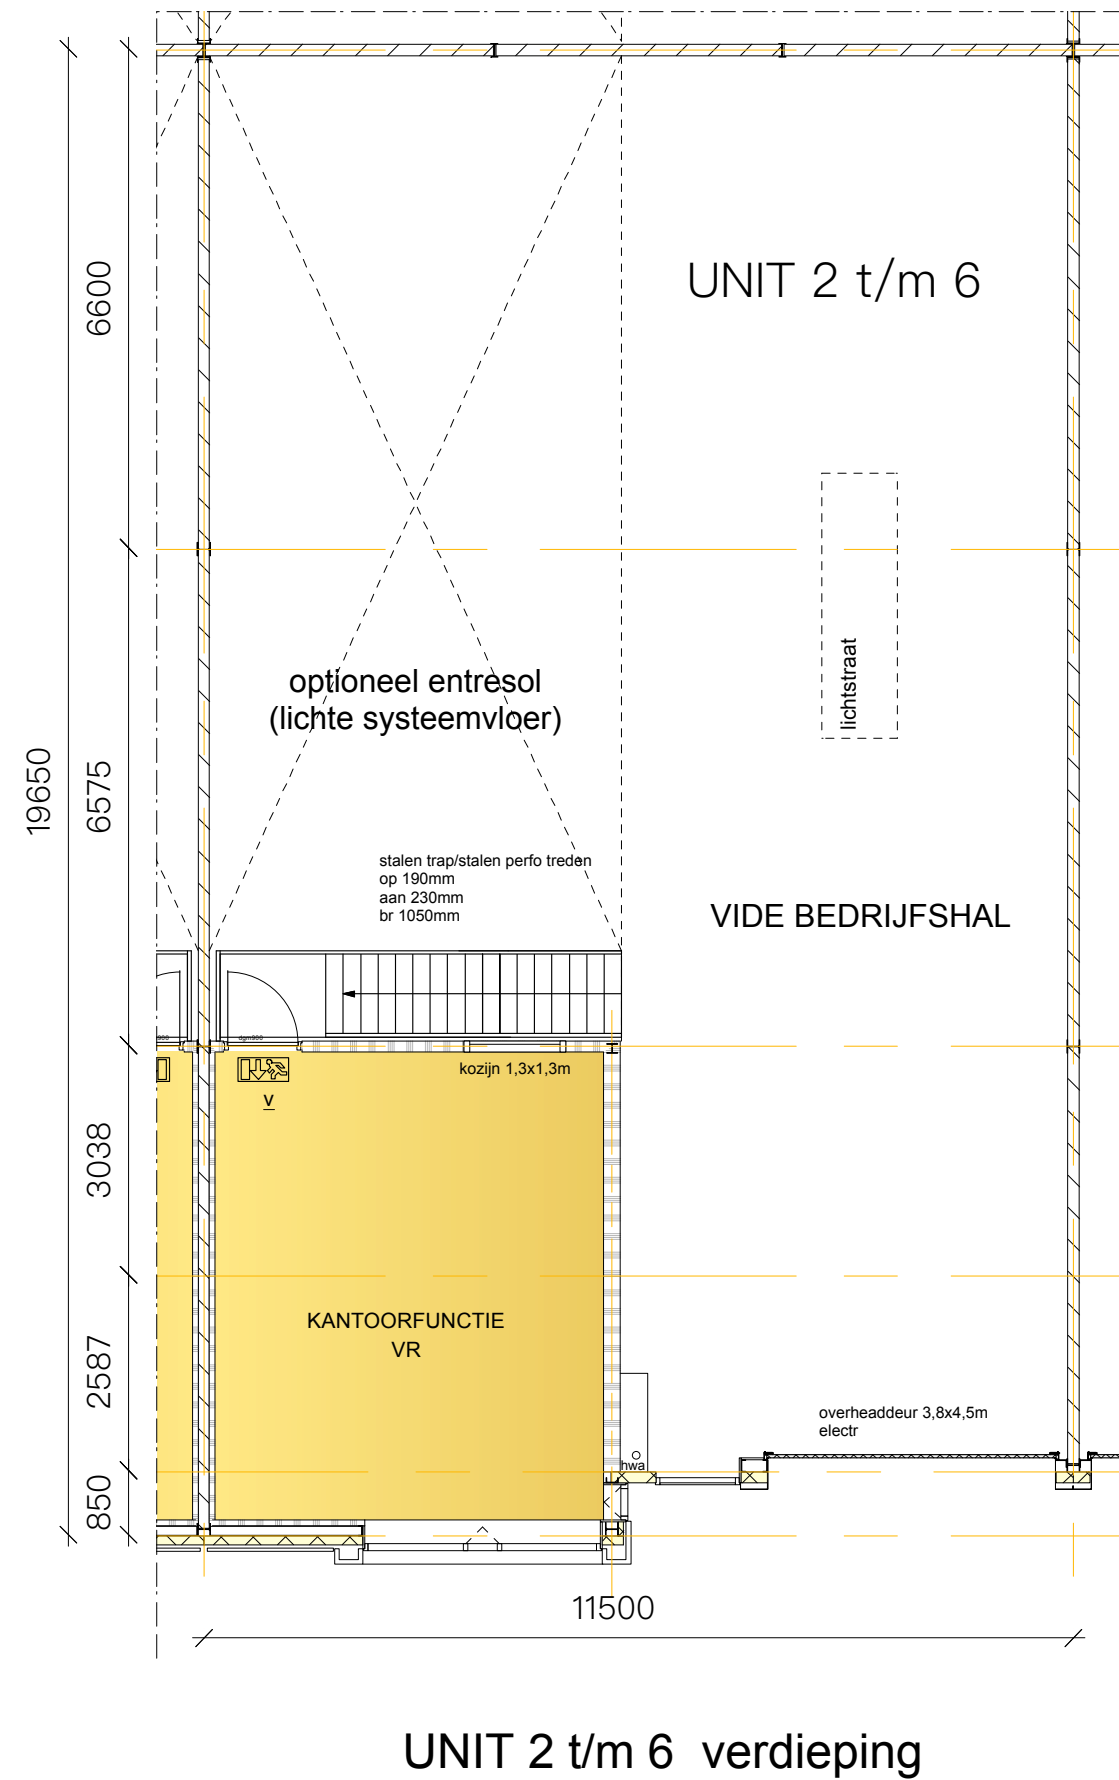 UNIT 2 t/m 6
6600
lichtstraat
optioneel entresol
(lichte systeemvloer)
19650
6575
stalen trap/stalen perfo treden
op 190mm
aan 230mm
br 1050mm
VIDE BEDRIJFSHAL
900
dgm900
kozijn 1,3x1,3m
v
3038
KANTOORFUNCTIE
VR
2587
overheaddeur 3,8x4,5m
electr
hwa
850
11500
UNIT 2 t/m 6 verdieping